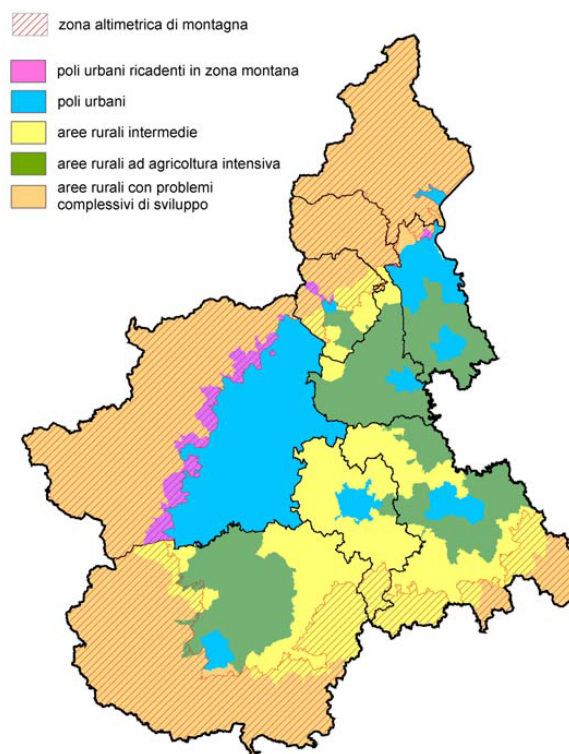 zona altimetrica di montagna
poli urbani ricadenti in zona montana
poli urbani
aree rurali intermedie
aree rurali ad agricoltura intensiva
aree rurali con problemi
complessivi di sviluppo